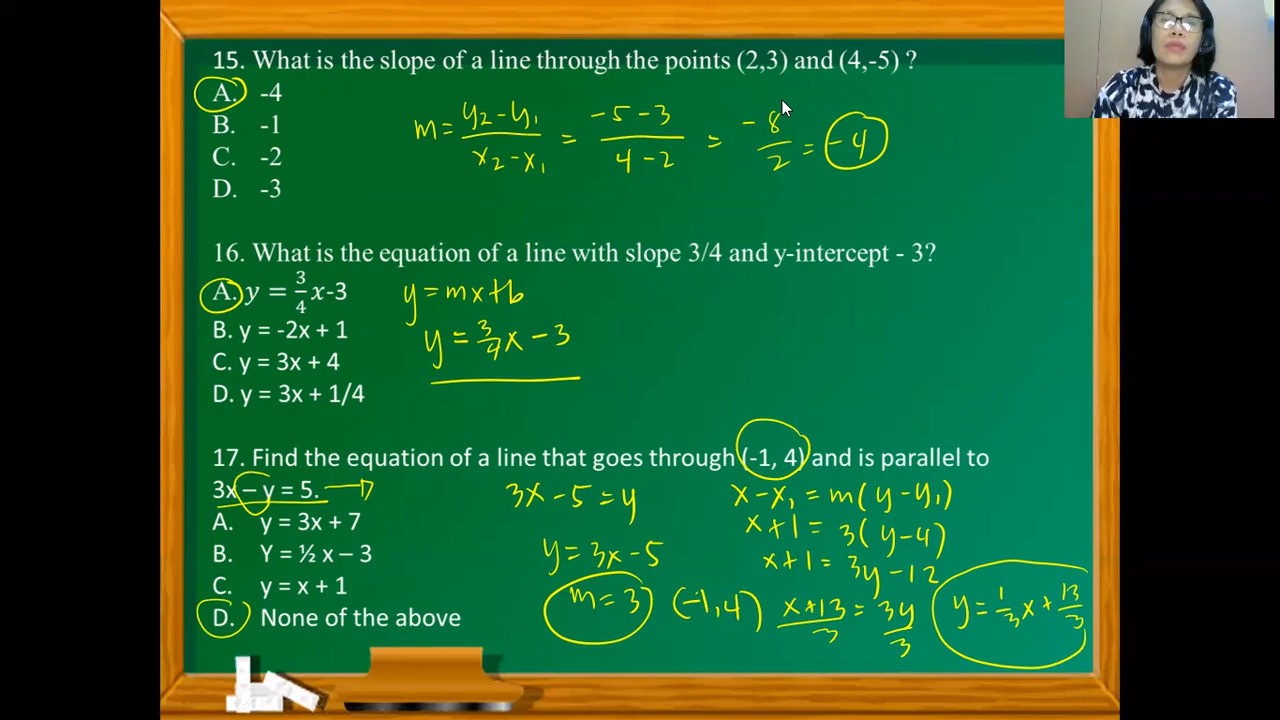 15. What is the slope of a line through the points (2,3) and (4,-5) ?
A. -4
B. -1
C. -2
D. -3
m = y₂ - y₁ / x₂ - x₁ = -5 - 3 / 4 - 2 = -8 / 2 = -4
16. What is the equation of a line with slope 3/4 and y-intercept - 3?
A. y = 3/4 x-3
B. y = -2x + 1
C. y = 3x + 4
D. y = 3x + 1/4
y = mx + b
y = 3/4 x - 3
17. Find the equation of a line that goes through (-1, 4) and is parallel to
3x – y = 5. →
A. y = 3x + 7
B. Y = ½ x – 3
C. y = x + 1
D. None of the above
3x - 5 = y
y = 3x - 5
m = 3
(-1, 4)
x - x₁ = m(y - y₁)
x + 1 = 3(y - 4)
x + 1 = 3y - 12
x + 13 / 3 = 3y / 3
y = 1/3 x + 13/3